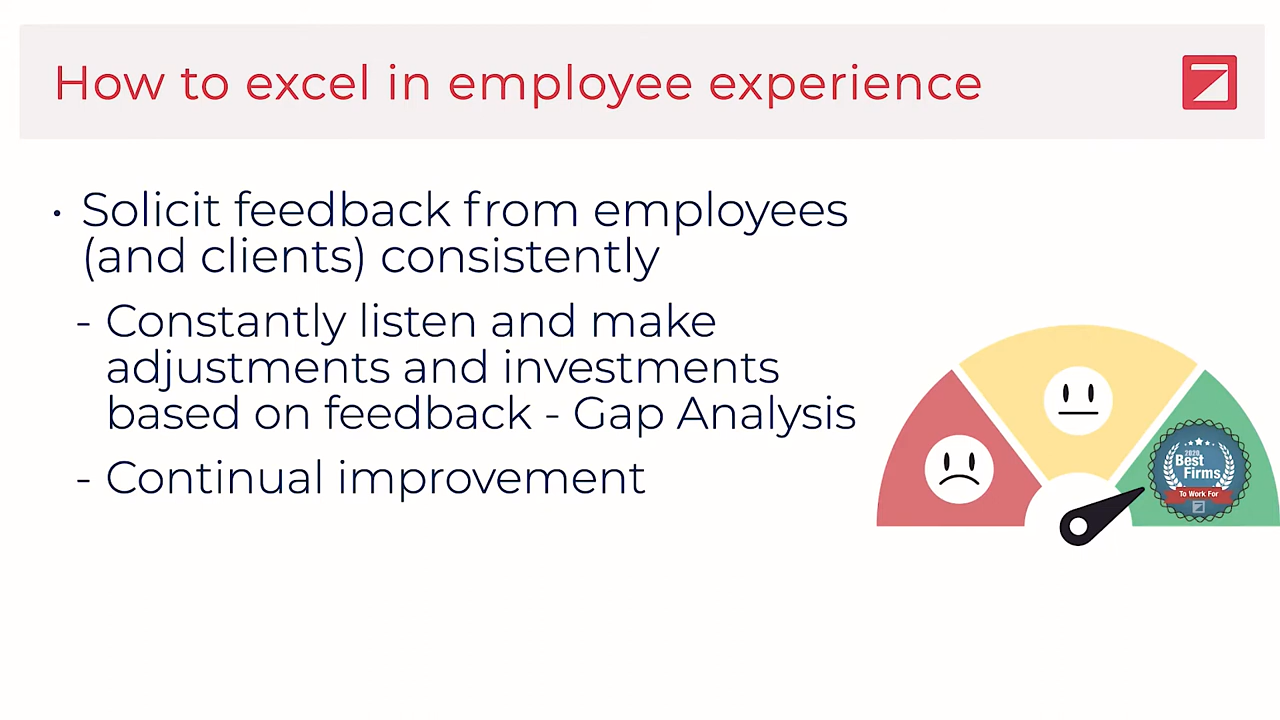 How to excel in employee experience
• Solicit feedback from employees
(and clients) consistently
- Constantly listen and make
adjustments and investments
based on feedback - Gap Analysis
- Continual improvement
2020
Best
Firms
To Work For